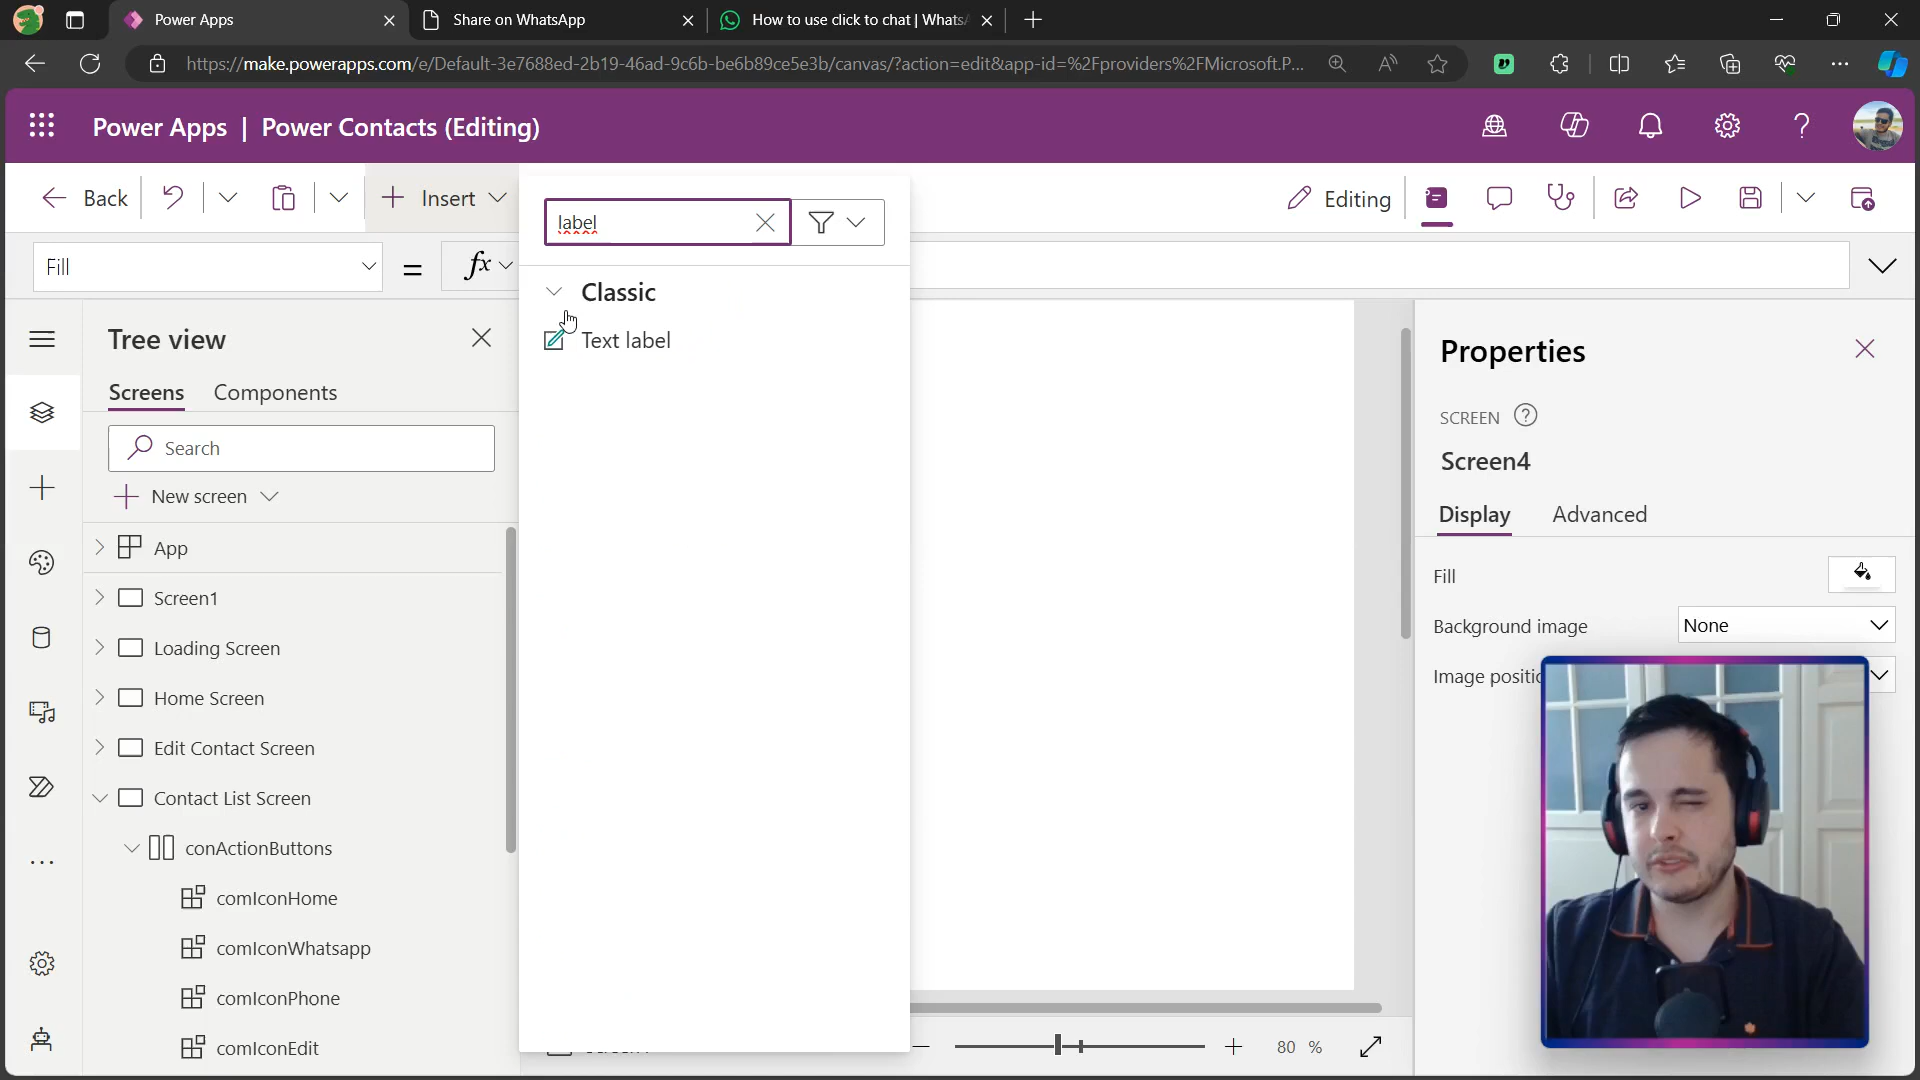 Power Apps
Share on WhatsApp
How to use click to chat | Whats
https://make.powerapps.com/e/Default-3e7688ed-2b19-46ad-9c6b-be6b89ce5e3b/canvas/?action=edit&app-id=%2Fproviders%2FMicrosoft.P...
Power Apps | Power Contacts (Editing)
Back
Insert
label
Editing
Fill
=
fx
Classic
Text label
Tree view
Screens
Components
Search
New screen
App
Screen1
Loading Screen
Home Screen
Edit Contact Screen
Contact List Screen
conActionButtons
comIconHome
comIconWhatsapp
comIconPhone
comIconEdit
80 %
Properties
SCREEN
Screen4
Display
Advanced
Fill
Background image
None
Image positio